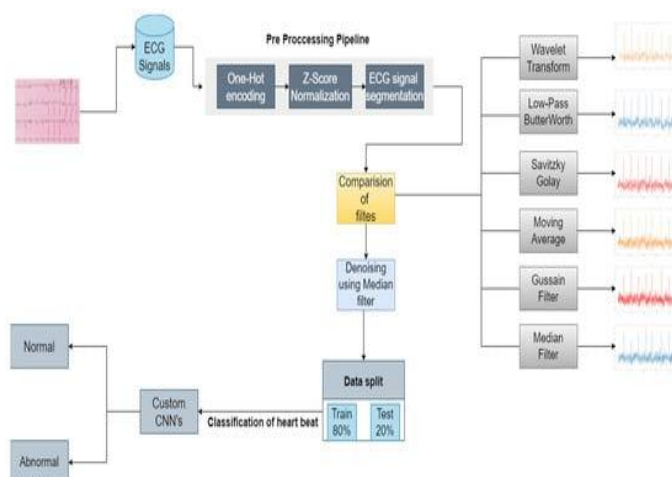 ECG
Signals
Pre Proccessing Pipeline
One-Hot
encoding
Z-Score
Normalization
ECG signal
segmentation
Comparision
of
filtes
Wavelet
Transform
Low-Pass
ButterWorth
Savitzky
Golay
Moving
Average
Gussain
Filter
Median
Filter
Denoising
using Median
filter
Data split
Train
80%
Test
20%
Classification of heart beat
Custom
CNN's
Normal
Abnormal